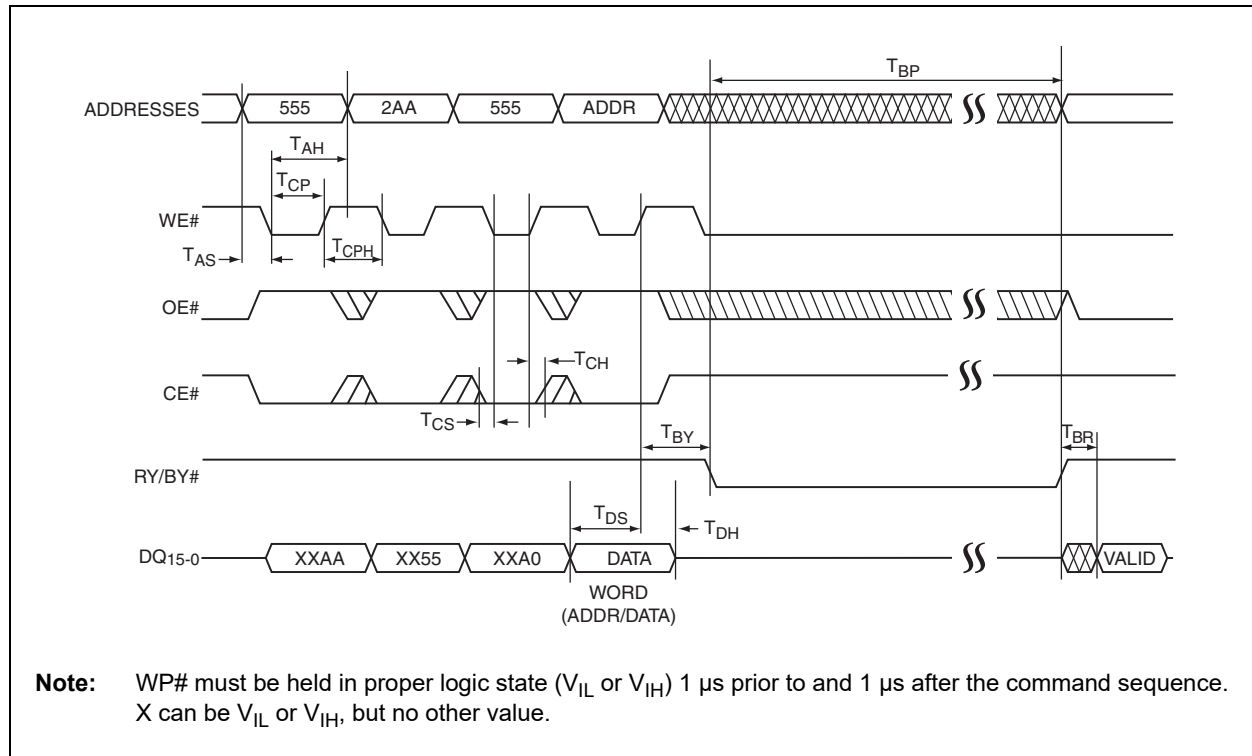 T_BP
ADDRESSES 555 2AA 555 ADDR
T_AH
T_CP
WE#
T_AS T_CPH
OE#
T_CH
CE#
T_CS
T_BY T_BR
RY/BY#
T_DS T_DH
DQ15-0 XXAA XX55 XXA0 DATA VALID
WORD
(ADDR/DATA)
Note: WP# must be held in proper logic state (V_IL or V_IH) 1 µs prior to and 1 µs after the command sequence.
X can be V_IL or V_IH, but no other value.